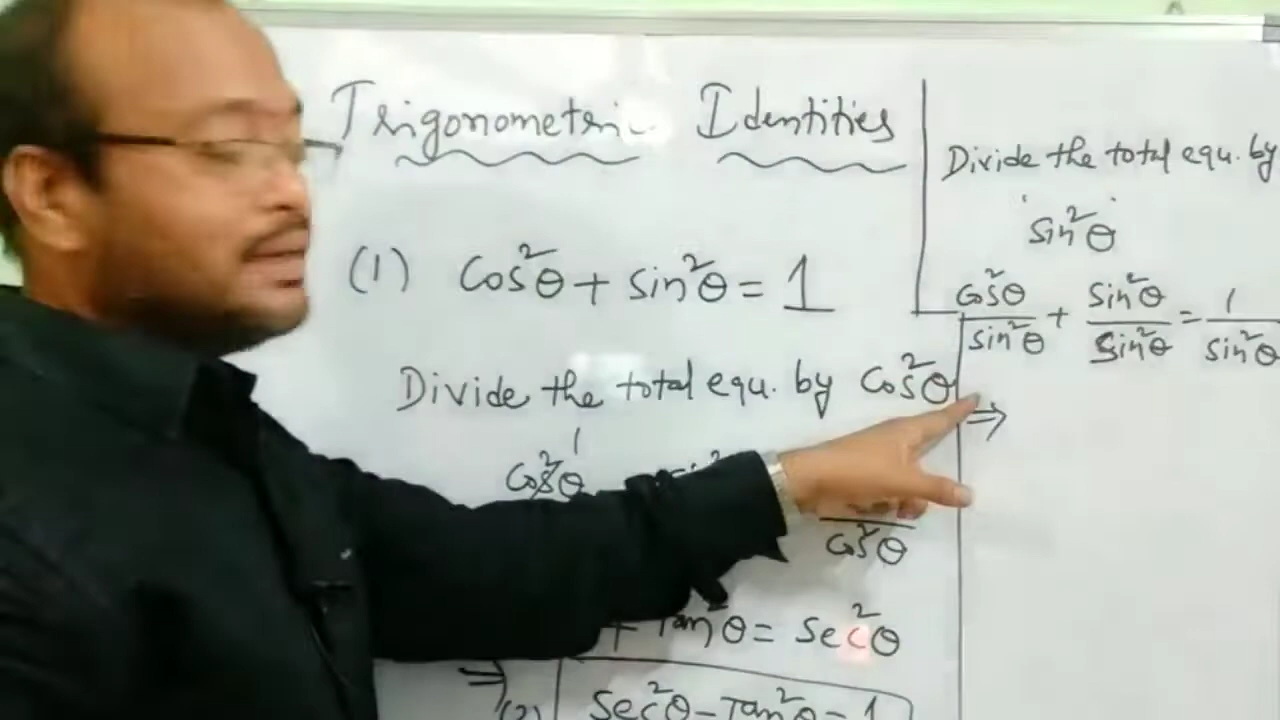 Trigonometric Identities
(1) Cos²θ + sin²θ = 1
Divide the total equ. by Cos²θ
1
Cos²θ
Cos²θ
+ Tan²θ = Sec²θ
⇒
(2) Sec²θ - Tan²θ = 1
Divide the total equ. by
Sin²θ
Cos²θ/sin²θ + Sin²θ/Sin²θ = 1/Sin²θ
⇒